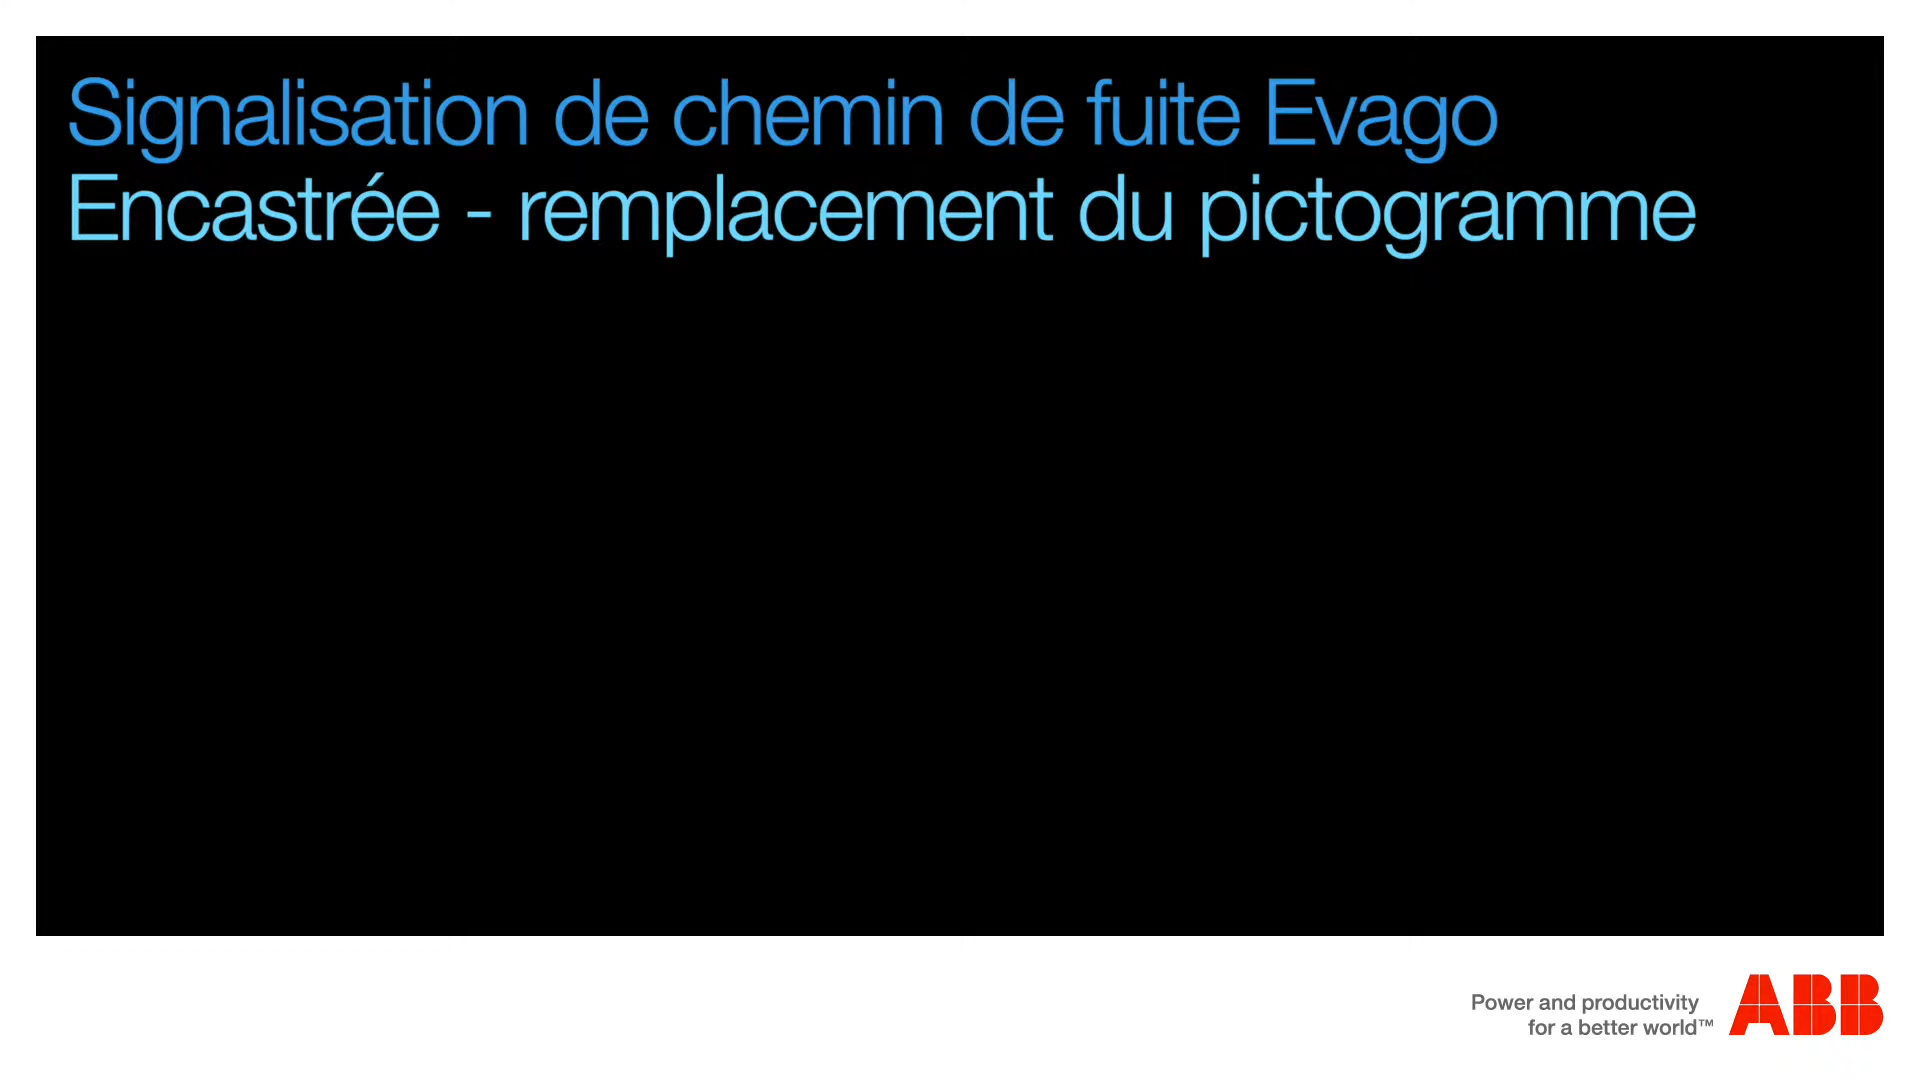 Signalisation de chemin de fuite Evago
Encastrée - remplacement du pictogramme
Power and productivity
for a better world™
ABB